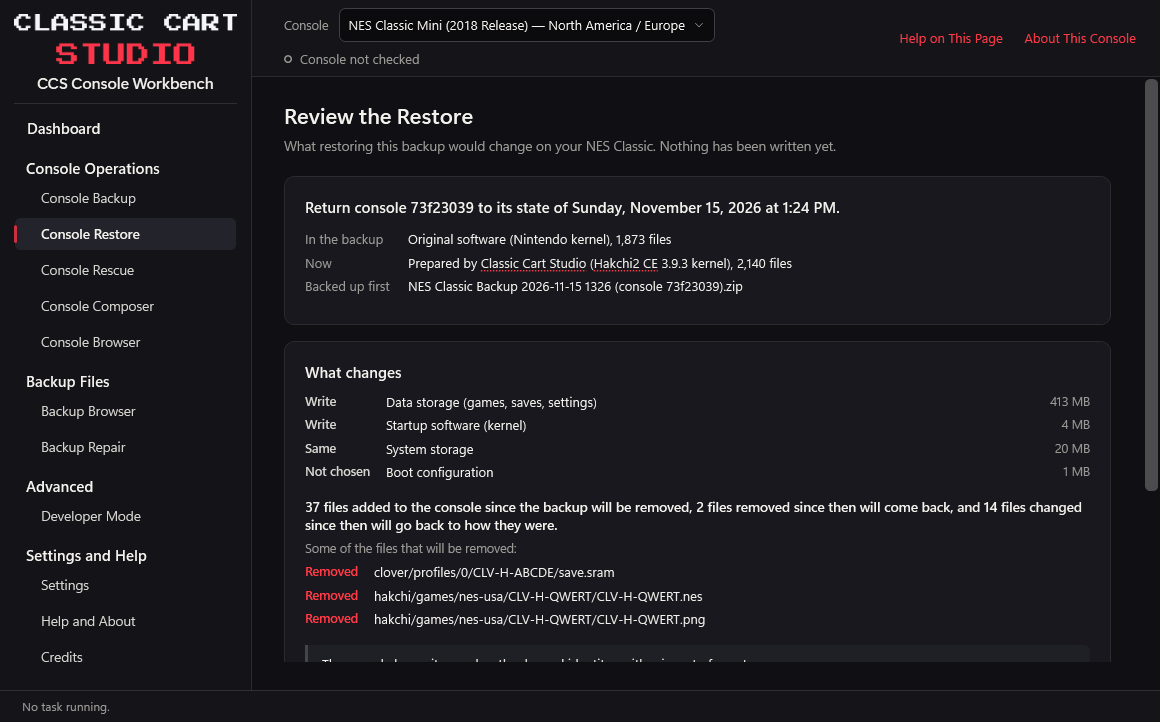 CLASSIC CART
STUDIO
CCS Console Workbench
Dashboard
Console Operations
Console Backup
Console Restore
Console Rescue
Console Composer
Console Browser
Backup Files
Backup Browser
Backup Repair
Advanced
Developer Mode
Settings and Help
Settings
Help and About
Credits
Console
NES Classic Mini (2018 Release) — North America / Europe
Console not checked
Help on This Page
About This Console
Review the Restore
What restoring this backup would change on your NES Classic. Nothing has been written yet.
Return console 73f23039 to its state of Sunday, November 15, 2026 at 1:24 PM.
In the backup Original software (Nintendo kernel), 1,873 files
Now Prepared by Classic Cart Studio (Hakchi2 CE 3.9.3 kernel), 2,140 files
Backed up first NES Classic Backup 2026-11-15 1326 (console 73f23039).zip
What changes
Write Data storage (games, saves, settings) 413 MB
Write Startup software (kernel) 4 MB
Same System storage 20 MB
Not chosen Boot configuration 1 MB
37 files added to the console since the backup will be removed, 2 files removed since then will come back, and 14 files changed
since then will go back to how they were.
Some of the files that will be removed:
Removed clover/profiles/0/CLV-H-ABCDE/save.sram
Removed hakchi/games/nes-usa/CLV-H-QWERT/CLV-H-QWERT.nes
Removed hakchi/games/nes-usa/CLV-H-QWERT/CLV-H-QWERT.png
No task running.